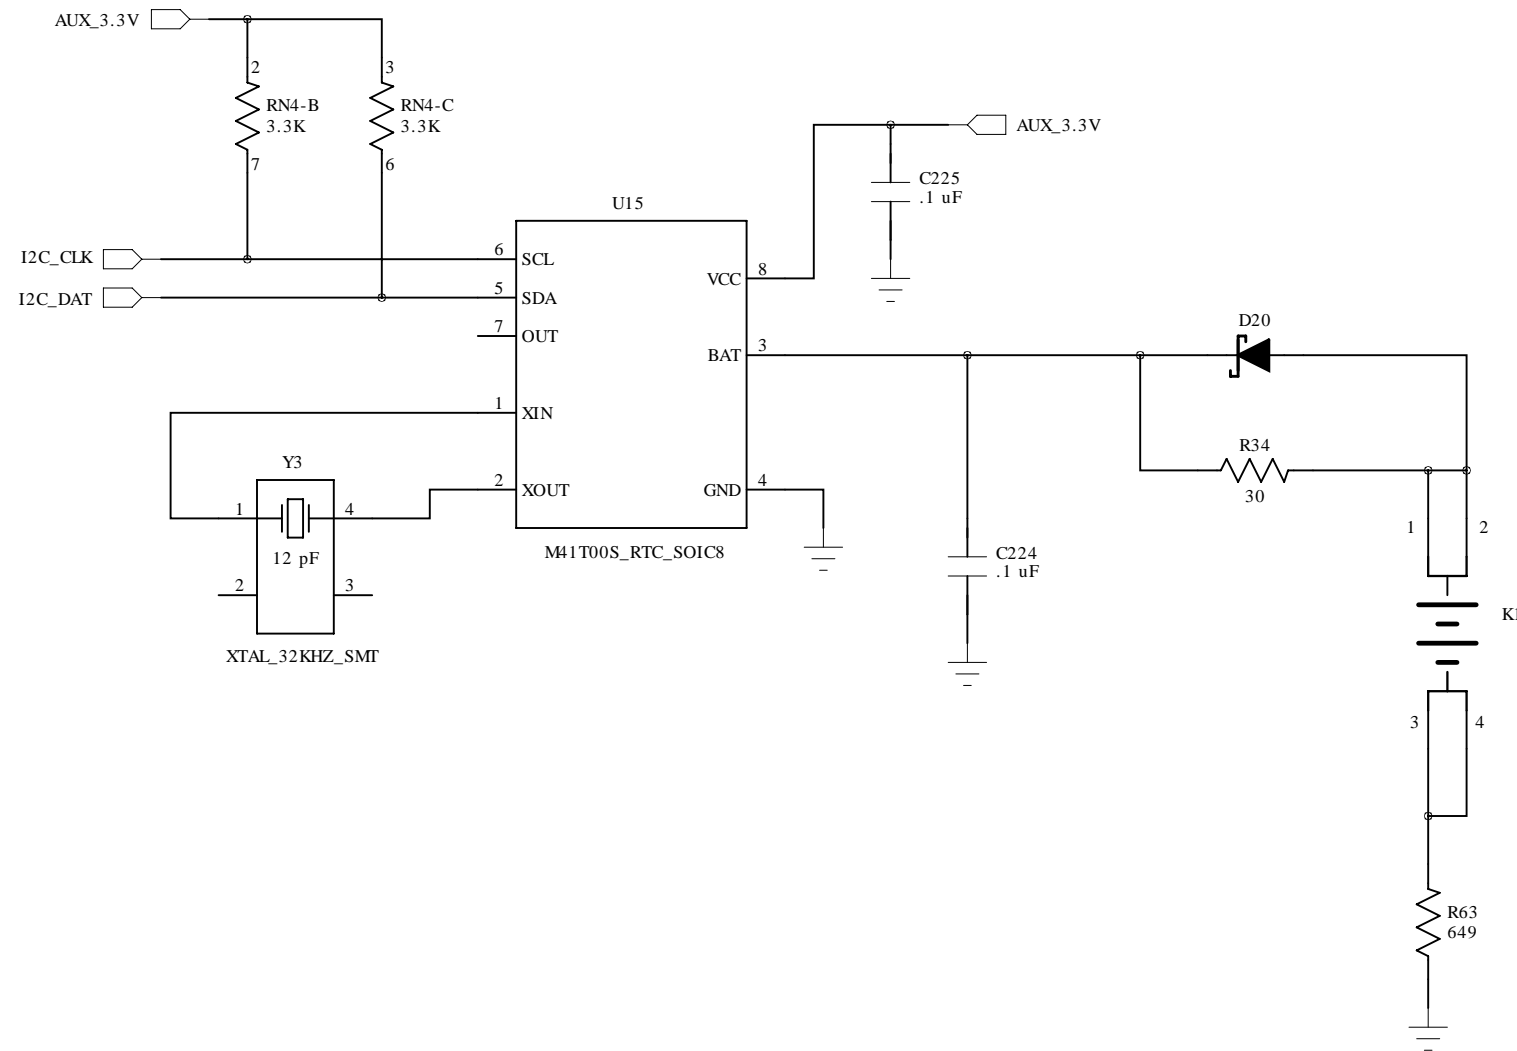 AUX_3.3V
2
3
RN4-B
3.3K
RN4-C
3.3K
7
6
AUX_3.3V
C225
.1 uF
U15
I2C_CLK
6
SCL
I2C_DAT
5
SDA
7
OUT
VCC
8
BAT
3
D20
1
XIN
R34
30
2
XOUT
GND
4
M41T00S_RTC_SOIC8
Y3
1
4
12 pF
2
3
XTAL_32KHZ_SMT
C224
.1 uF
1
2
3
4
R63
649